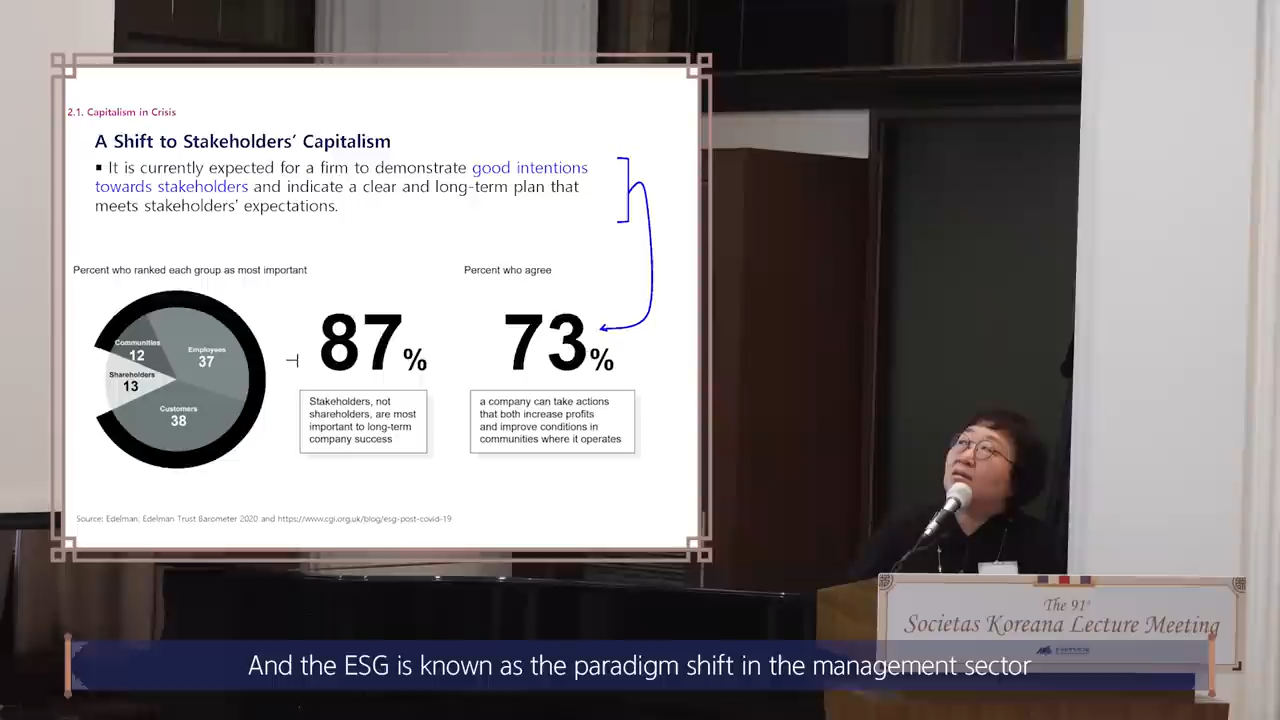 2.1. Capitalism in Crisis
A Shift to Stakeholders' Capitalism
▪ It is currently expected for a firm to demonstrate good intentions
towards stakeholders and indicate a clear and long-term plan that
meets stakeholders' expectations.
Percent who ranked each group as most important
Communities
12
Employees
37
Shareholders
13
Customers
38
87%
Stakeholders, not
shareholders, are most
important to long-term
company success
Percent who agree
73%
a company can take actions
that both increase profits
and improve conditions in
communities where it operates
Source: Edelman. Edelman Trust Barometer 2020 and https://www.cgi.org.uk/blog/esg-post-covid-19
The 91st
Societas Koreana Lecture Meeting
And the ESG is known as the paradigm shift in the management sector